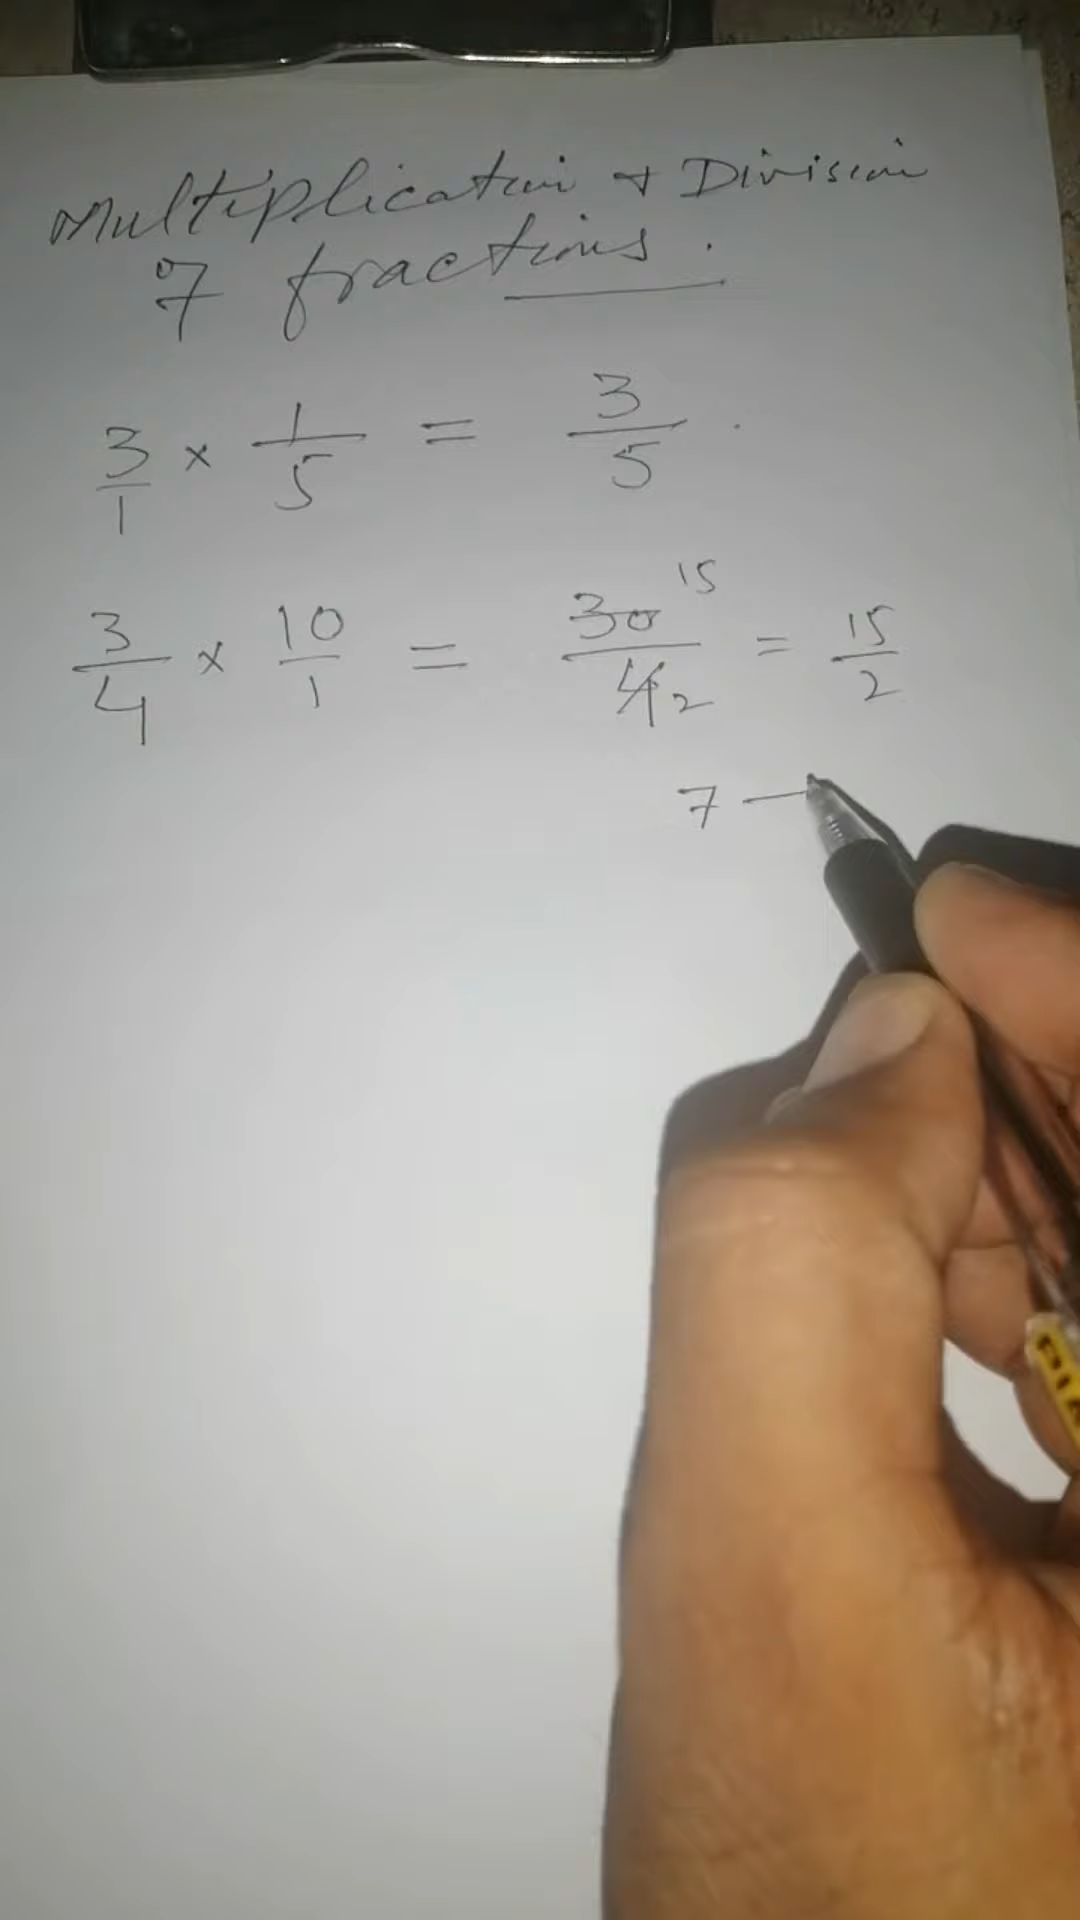 Multiplication & Division
of fractions.
3/1 × 1/5 = 3/5.
3/4 × 10/1 = 30/4 15 2 = 15/2
7 —